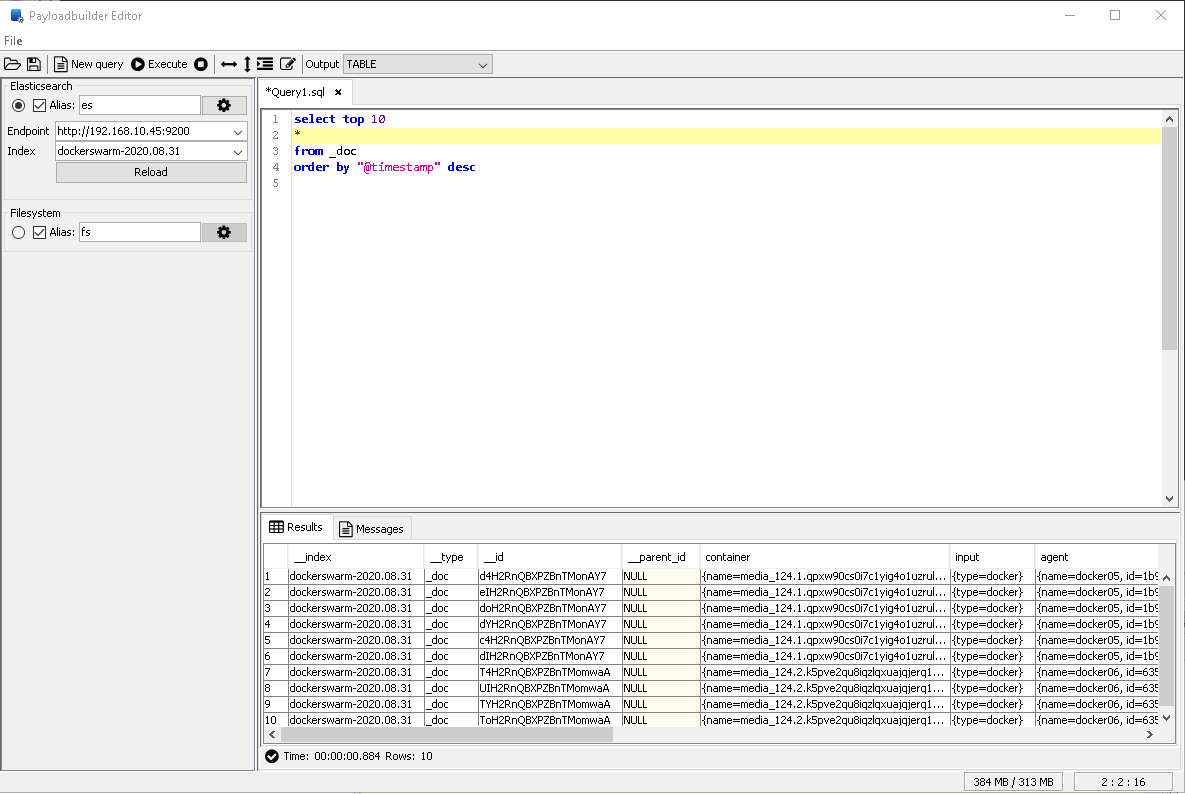 Payloadbuilder Editor
File
New query Execute Output TABLE
Elasticsearch
Alias: es
Endpoint http://192.168.10.45:9200
Index dockerswarm-2020.08.31
Reload
Filesystem
Alias: fs
*Query1.sql
1 select top 10
2 *
3 from _doc
4 order by "@timestamp" desc
5
Results Messages
__index __type __id __parent_id container input agent
1 dockerswarm-2020.08.31 _doc d4H2RnQBXPZBnTMonAY7 NULL {name=media_124.1.qpxw90cs0i7c1yig4o1uzrul... {type=docker} {name=docker05, id=1b9
2 dockerswarm-2020.08.31 _doc eIH2RnQBXPZBnTMonAY7 NULL {name=media_124.1.qpxw90cs0i7c1yig4o1uzrul... {type=docker} {name=docker05, id=1b9
3 dockerswarm-2020.08.31 _doc doH2RnQBXPZBnTMonAY7 NULL {name=media_124.1.qpxw90cs0i7c1yig4o1uzrul... {type=docker} {name=docker05, id=1b9
4 dockerswarm-2020.08.31 _doc dYH2RnQBXPZBnTMonAY7 NULL {name=media_124.1.qpxw90cs0i7c1yig4o1uzrul... {type=docker} {name=docker05, id=1b9
5 dockerswarm-2020.08.31 _doc c4H2RnQBXPZBnTMonAY7 NULL {name=media_124.1.qpxw90cs0i7c1yig4o1uzrul... {type=docker} {name=docker05, id=1b9
6 dockerswarm-2020.08.31 _doc dIH2RnQBXPZBnTMonAY7 NULL {name=media_124.1.qpxw90cs0i7c1yig4o1uzrul... {type=docker} {name=docker05, id=1b9
7 dockerswarm-2020.08.31 _doc T4H2RnQBXPZBnTMomwaA NULL {name=media_124.2.k5pve2qu8iqzlqxuajqjerq1... {type=docker} {name=docker06, id=635
8 dockerswarm-2020.08.31 _doc UIH2RnQBXPZBnTMomwaA NULL {name=media_124.2.k5pve2qu8iqzlqxuajqjerq1... {type=docker} {name=docker06, id=635
9 dockerswarm-2020.08.31 _doc TYH2RnQBXPZBnTMomwaA NULL {name=media_124.2.k5pve2qu8iqzlqxuajqjerq1... {type=docker} {name=docker06, id=635
10 dockerswarm-2020.08.31 _doc ToH2RnQBXPZBnTMomwaA NULL {name=media_124.2.k5pve2qu8iqzlqxuajqjerq1... {type=docker} {name=docker06, id=635
Time: 00:00:00.884 Rows: 10
384 MB / 313 MB 2 : 2 : 16